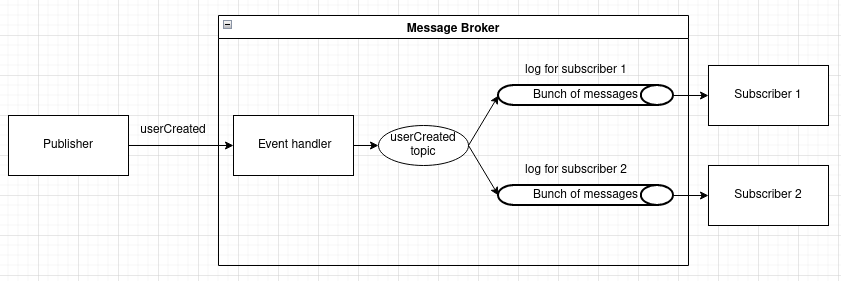 Message Broker
log for subscriber 1
Bunch of messages
Subscriber 1
Publisher
userCreated
Event handler
userCreated
topic
log for subscriber 2
Bunch of messages
Subscriber 2